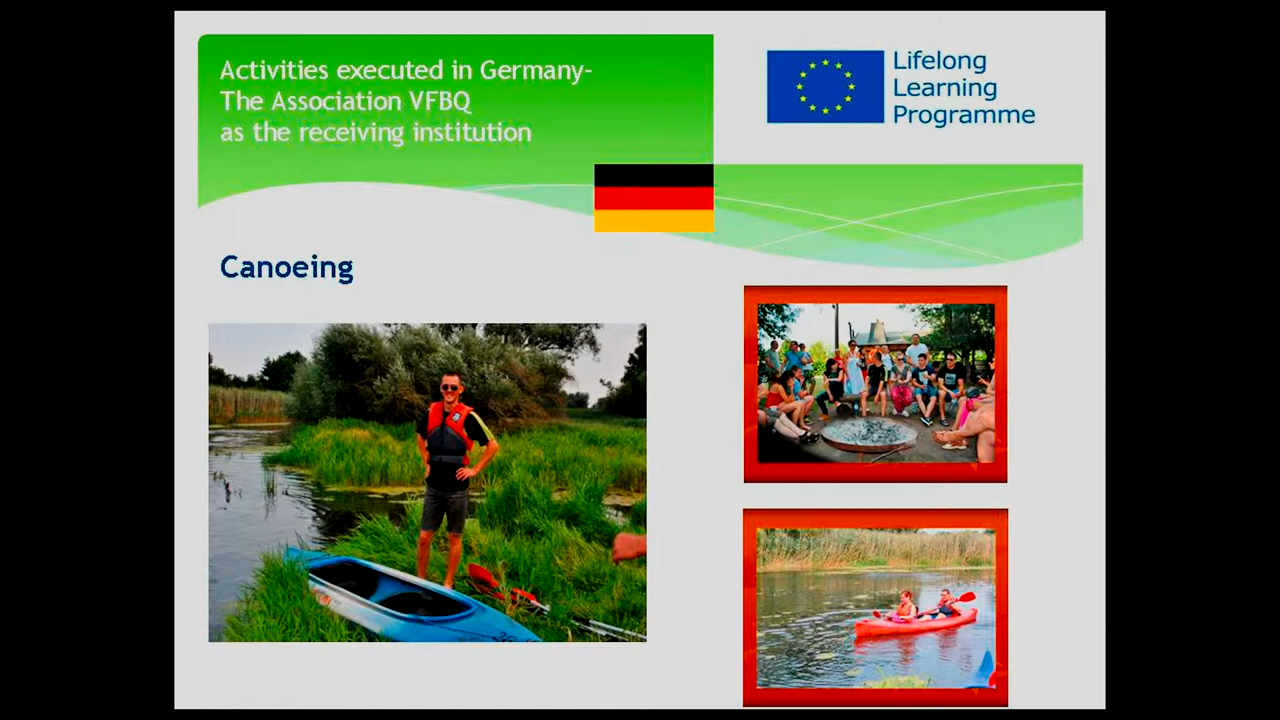 Activities executed in Germany-
The Association VFBQ
as the receiving institution
Lifelong
Learning
Programme
Canoeing